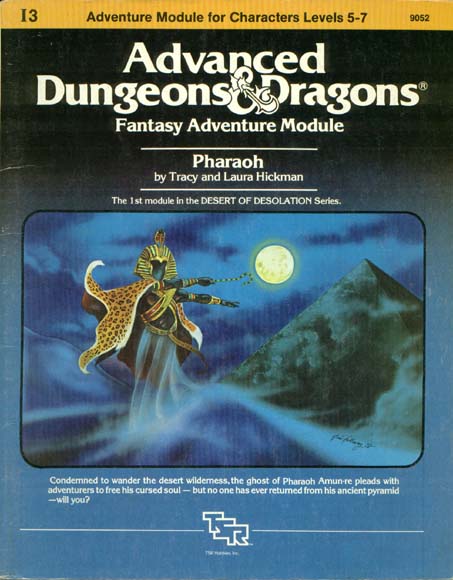 I3 Adventure Module for Characters Levels 5-7 9052
Advanced
Dungeons & Dragons®
Fantasy Adventure Module
Pharaoh
by Tracy and Laura Hickman
The 1st module in the DESERT OF DESOLATION Series.
Condemned to wander the desert wilderness, the ghost of Pharaoh Amun-re pleads with
adventurers to free his cursed soul — but no one has ever returned from his ancient pyramid
—will you?
TSR
TSR Hobbies, Inc.